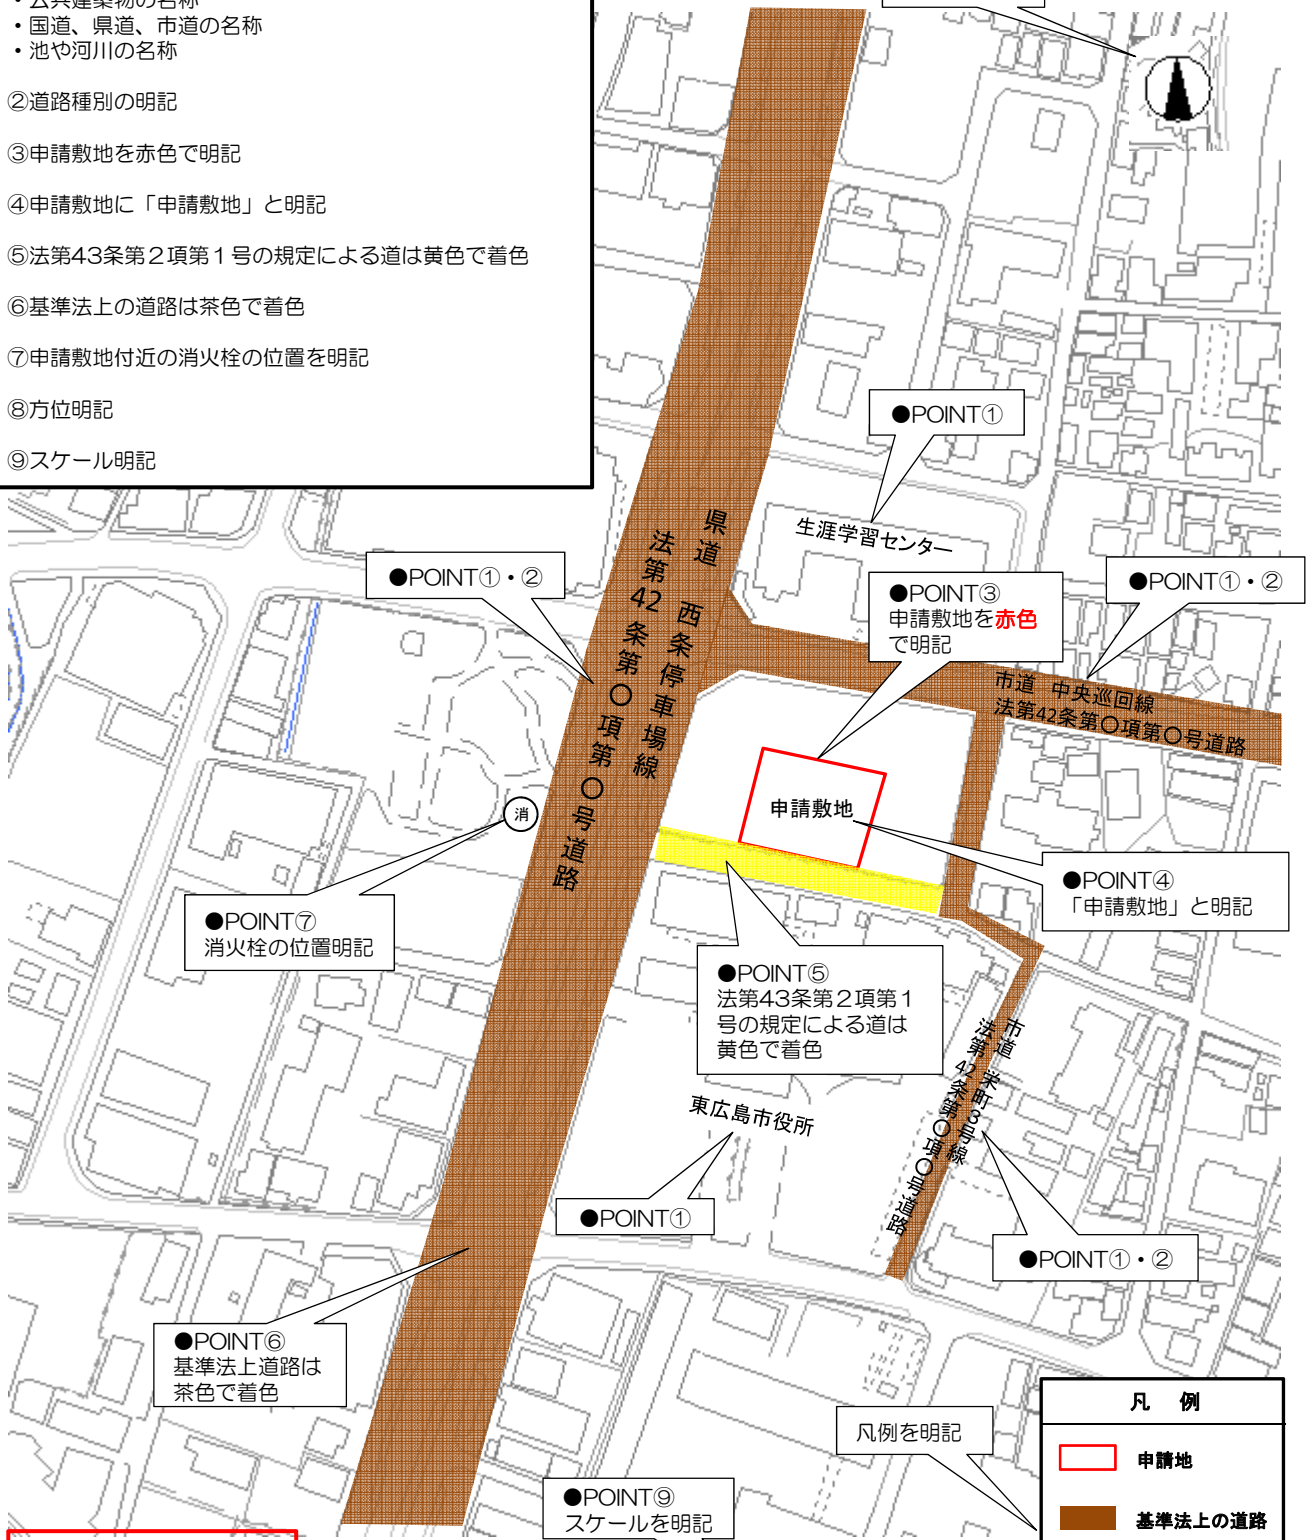 ・公共建築物の名称
・国道、県道、市道の名称
・池や河川の名称
②道路種別の明記
③申請敷地を赤色で明記
④申請敷地に「申請敷地」と明記
⑤法第43条第２項第１号の規定による道は黄色で着色
⑥基準法上の道路は茶色で着色
⑦申請敷地付近の消火栓の位置を明記
⑧方位明記
⑨スケール明記
●POINT①
生涯学習センター
県道　西条停車場線
法第42条第〇項第〇号道路
●POINT①・②
●POINT③
申請敷地を赤色
で明記
●POINT①・②
市道　中央巡回線
法第42条第〇項第〇号道路
申請敷地
消
●POINT④
「申請敷地」と明記
●POINT⑦
消火栓の位置明記
●POINT⑤
法第43条第２項第１
号の規定による道は
黄色で着色
市道　栄町3号線
法第42条第〇項〇号道路
東広島市役所
●POINT①
●POINT①・②
●POINT⑥
基準法上道路は
茶色で着色
凡例を明記
凡　例
申請地
基準法上の道路
●POINT⑨
スケールを明記